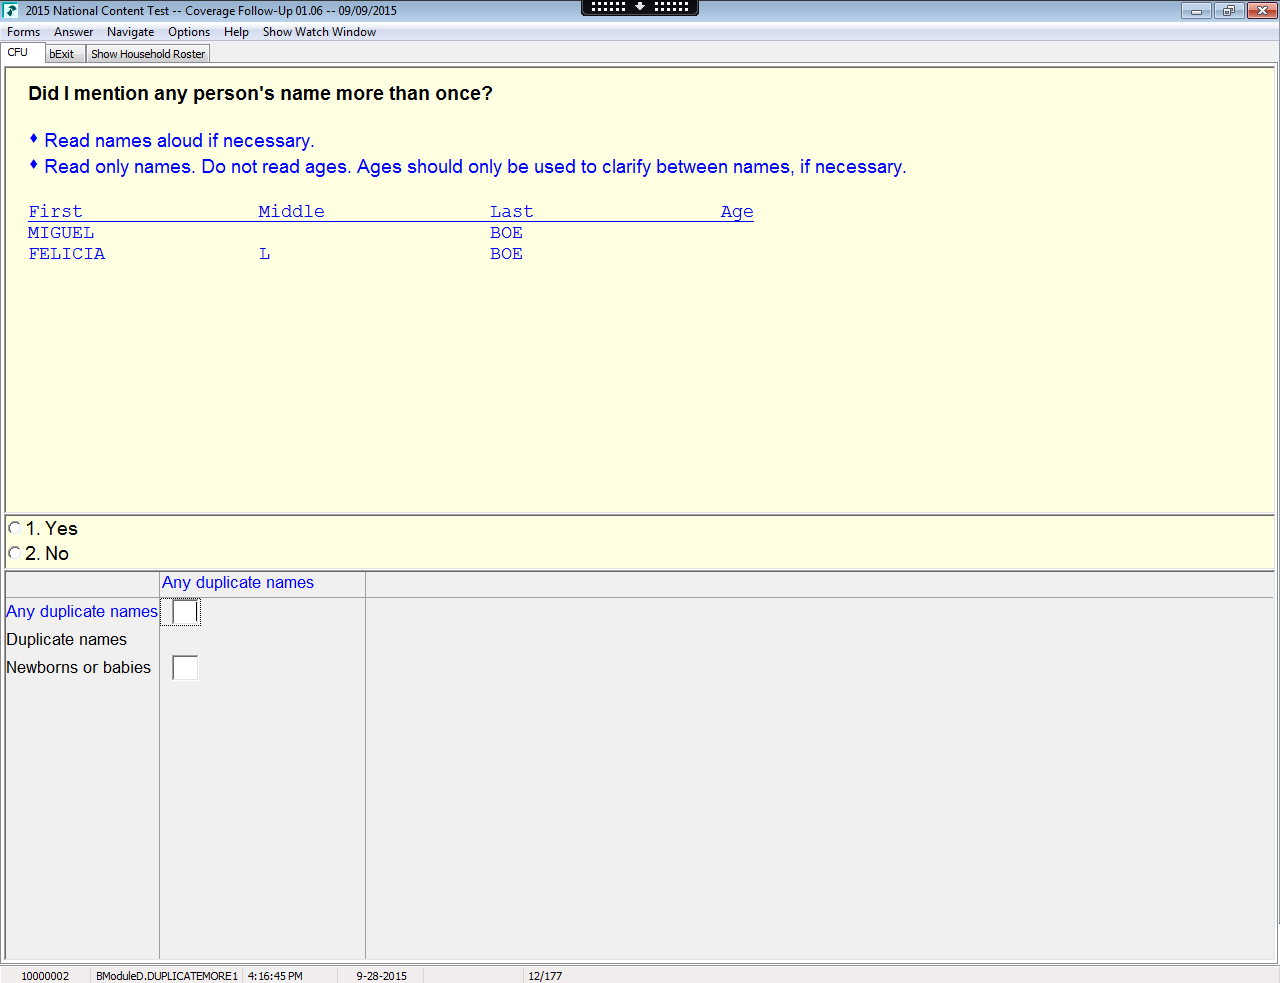 2015 National Content Test -- Coverage Follow-Up 01.06 -- 09/09/2015
Forms Answer Navigate Options Help Show Watch Window
CFU bExit Show Household Roster
Did I mention any person's name more than once?
♦ Read names aloud if necessary.
♦ Read only names. Do not read ages. Ages should only be used to clarify between names, if necessary.
First Middle Last Age
MIGUEL BOE
FELICIA L BOE
1. Yes
2. No
Any duplicate names
Any duplicate names
Duplicate names
Newborns or babies
10000002 BModuleD.DUPLICATEMORE1 4:16:45 PM 9-28-2015 12/177